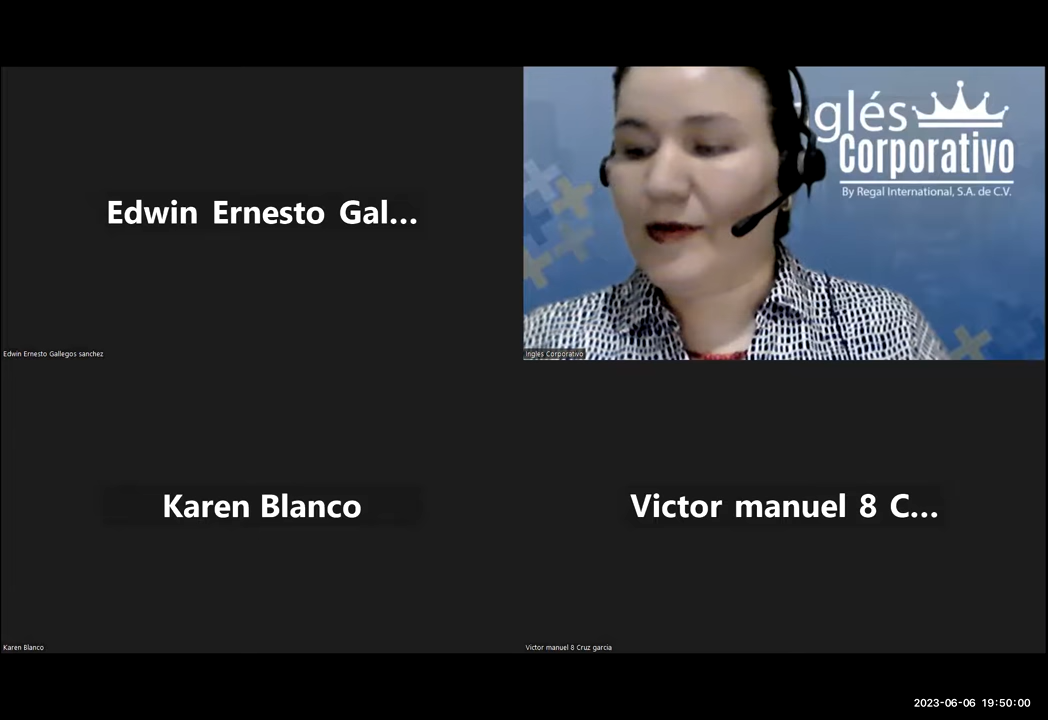 Edwin Ernesto Gal...
Edwin Ernesto Gallegos sanchez
glés
Corporativo
By Regal International, S.A. de C.V.
Inglés Corporativo
Karen Blanco
Karen Blanco
Victor manuel 8 C...
Victor manuel 8 Cruz garcia
2023-06-06 19:50:00